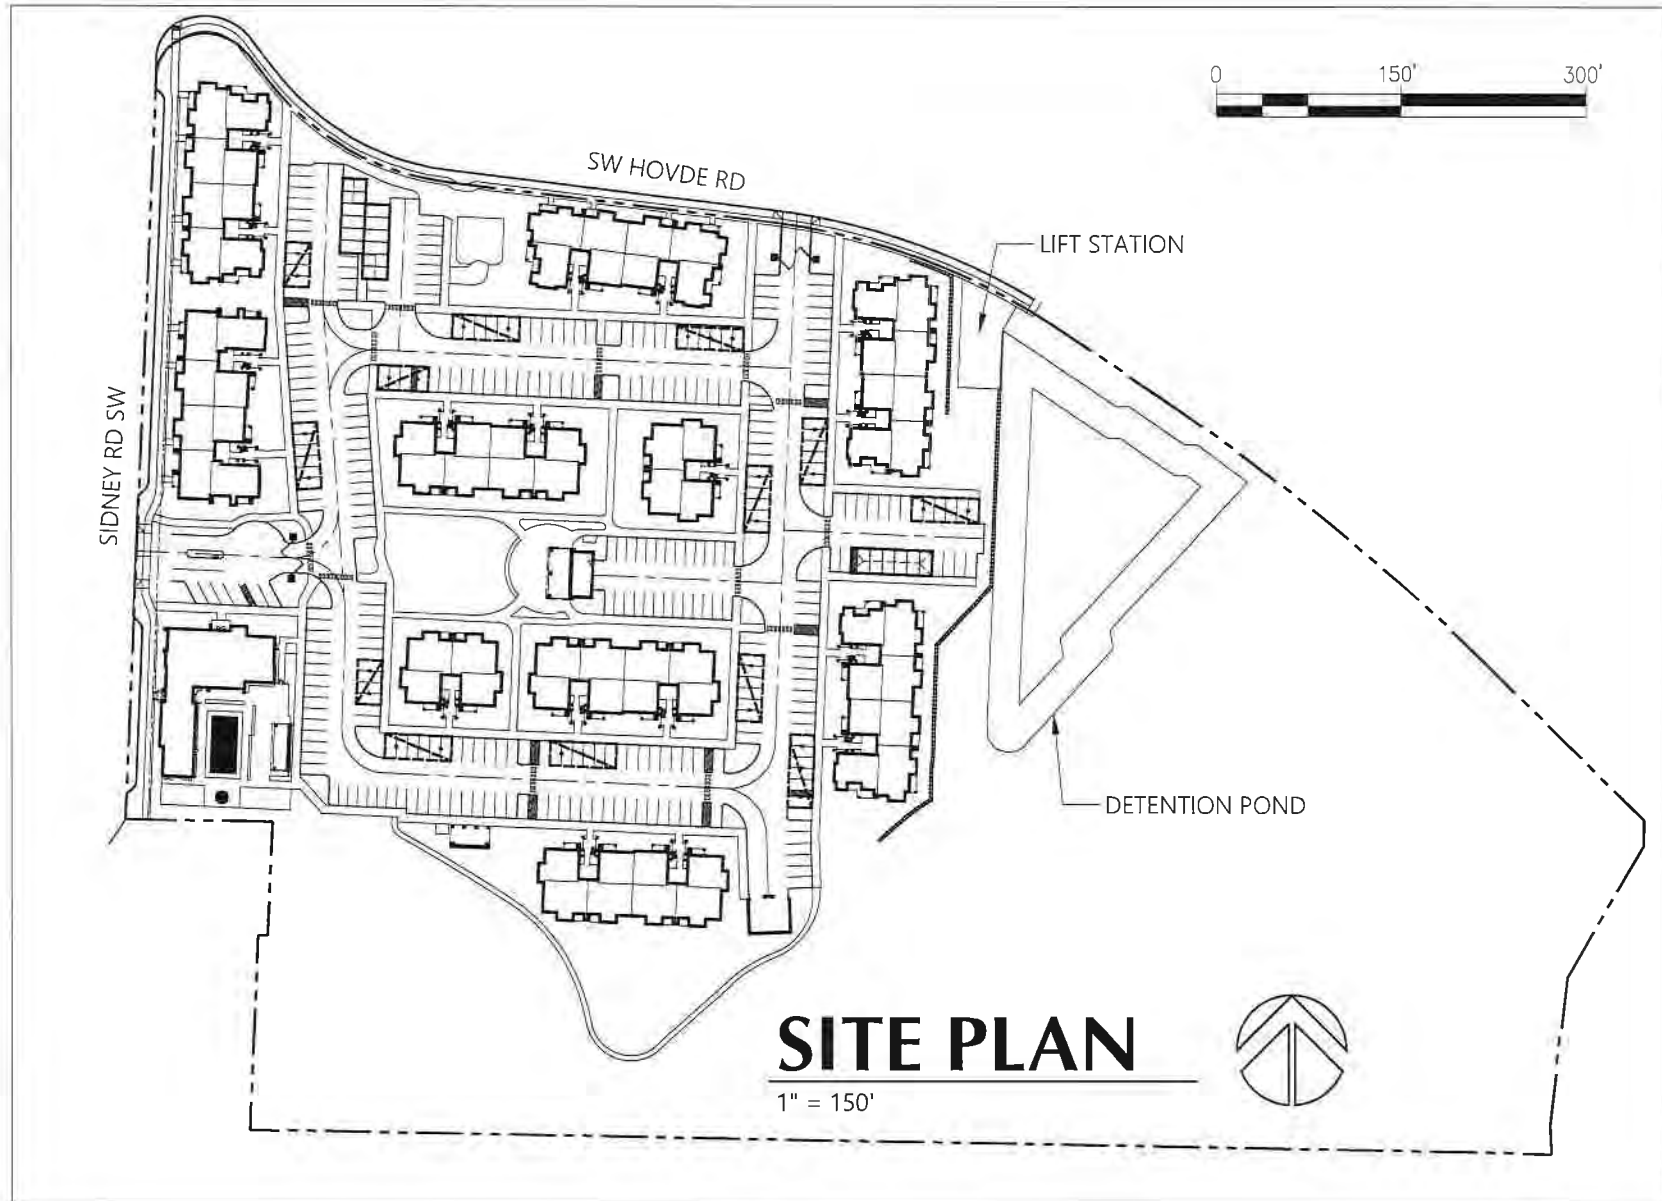 0 150' 300'
SW HOVDE RD
LIFT STATION
SIDNEY RD SW
DETENTION POND
SITE PLAN
1" = 150'